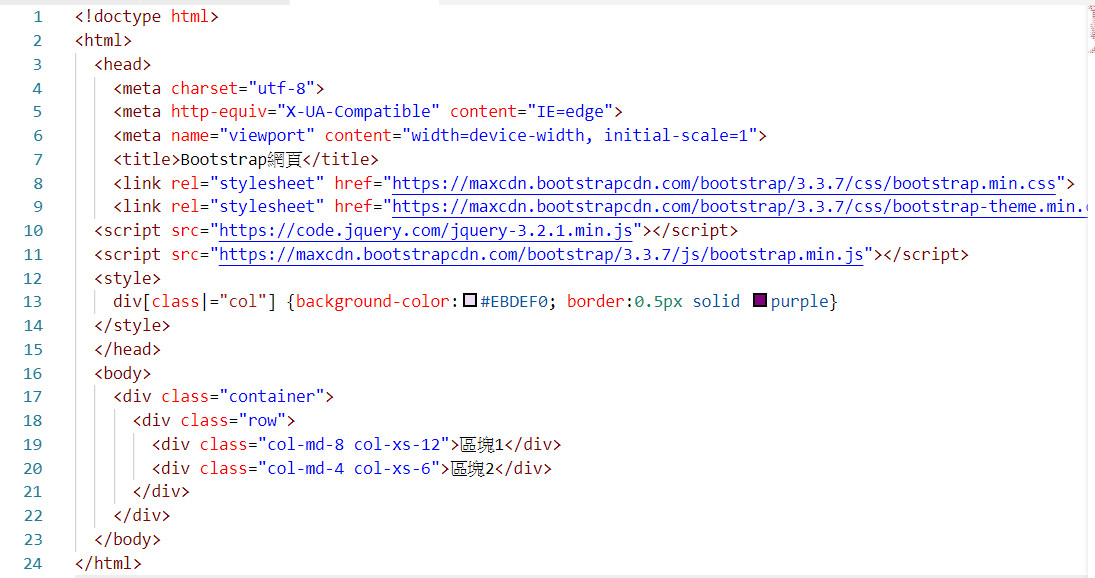 1 <!doctype html>
2 <html>
3 <head>
4 <meta charset="utf-8">
5 <meta http-equiv="X-UA-Compatible" content="IE=edge">
6 <meta name="viewport" content="width=device-width, initial-scale=1">
7 <title>Bootstrap網頁</title>
8 <link rel="stylesheet" href="https://maxcdn.bootstrapcdn.com/bootstrap/3.3.7/css/bootstrap.min.css">
9 <link rel="stylesheet" href="https://maxcdn.bootstrapcdn.com/bootstrap/3.3.7/css/bootstrap-theme.min.
10 <script src="https://code.jquery.com/jquery-3.2.1.min.js"></script>
11 <script src="https://maxcdn.bootstrapcdn.com/bootstrap/3.3.7/js/bootstrap.min.js"></script>
12 <style>
13 div[class|="col"] {background-color:#EBDEF0; border:0.5px solid purple}
14 </style>
15 </head>
16 <body>
17 <div class="container">
18 <div class="row">
19 <div class="col-md-8 col-xs-12">區塊1</div>
20 <div class="col-md-4 col-xs-6">區塊2</div>
21 </div>
22 </div>
23 </body>
24 </html>